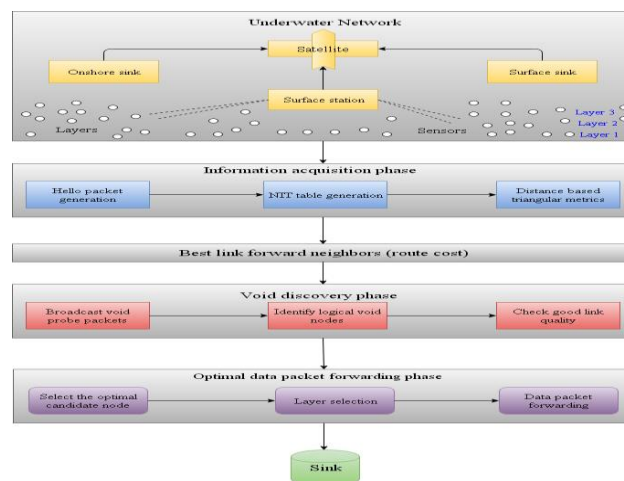 Underwater Network
Satellite
Onshore sink
Surface sink
Surface station
Layers
Sensors
Layer 3
Layer 2
Layer 1
Information acquisition phase
Hello packet
generation
NIT table generation
Distance based
triangular metrics
Best link forward neighbors (route cost)
Void discovery phase
Broadcast void
probe packets
Identify logical void
nodes
Check good link
quality
Optimal data packet forwarding phase
Select the optimal
candidate node
Layer selection
Data packet
forwarding
Sink